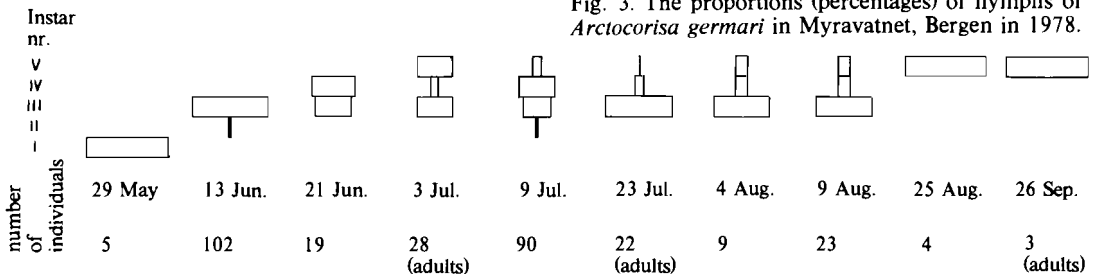 Fig. 3. The proportions (percentages) of nymphs of
Arctocorisa germari in Myravatnet, Bergen in 1978.
Instar
nr.
V
IV
III
II
I
29 May 13 Jun. 21 Jun. 3 Jul. 9 Jul. 23 Jul. 4 Aug. 9 Aug. 25 Aug. 26 Sep.
number
of
individuals
5 102 19 28 90 22 9 23 4 3
(adults) (adults) (adults)